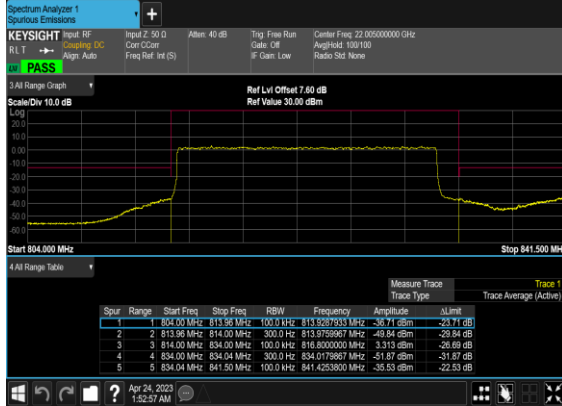 Spectrum Analyzer 1
Spurious Emissions
+
KEYSIGHT Input: RF Input Z: 50 Ω Atten: 40 dB Trig: Free Run Center Freq: 22.005000000 GHz
RLT Coupling: DC Corr CCorr Gate: Off Avg|Hold: 100/100
Align: Auto Freq Ref: Int (S) IF Gain: Low Radio Std: None
PASS
3 All Range Graph
Ref Lvl Offset 7.60 dB
Scale/Div 10.0 dB Ref Value 30.00 dBm
Log
20.0
10.0
0.00
-10.0
-20.0
-30.0
-40.0
-50.0
-60.0
Start 804.000 MHz Stop 841.500 MH
4 All Range Table
Measure Trace Trace 1
Trace Type Trace Average (Active)
Spur Range Start Freq Stop Freq RBW Frequency Amplitude ΔLimit
1 1 804.00 MHz 813.96 MHz 100.0 kHz 813.9287933 MHz -36.71 dBm -23.71 dB
2 2 813.96 MHz 814.00 MHz 300.0 Hz 813.9759967 MHz -49.84 dBm -29.84 dB
3 3 814.00 MHz 834.00 MHz 100.0 kHz 816.8000000 MHz 3.313 dBm -26.69 dB
4 4 834.00 MHz 834.04 MHz 300.0 Hz 834.0179867 MHz -51.87 dBm -31.87 dB
5 5 834.04 MHz 841.50 MHz 100.0 kHz 841.4253800 MHz -35.53 dBm -22.53 dB
?
Apr 24, 2023
1:52:57 AM